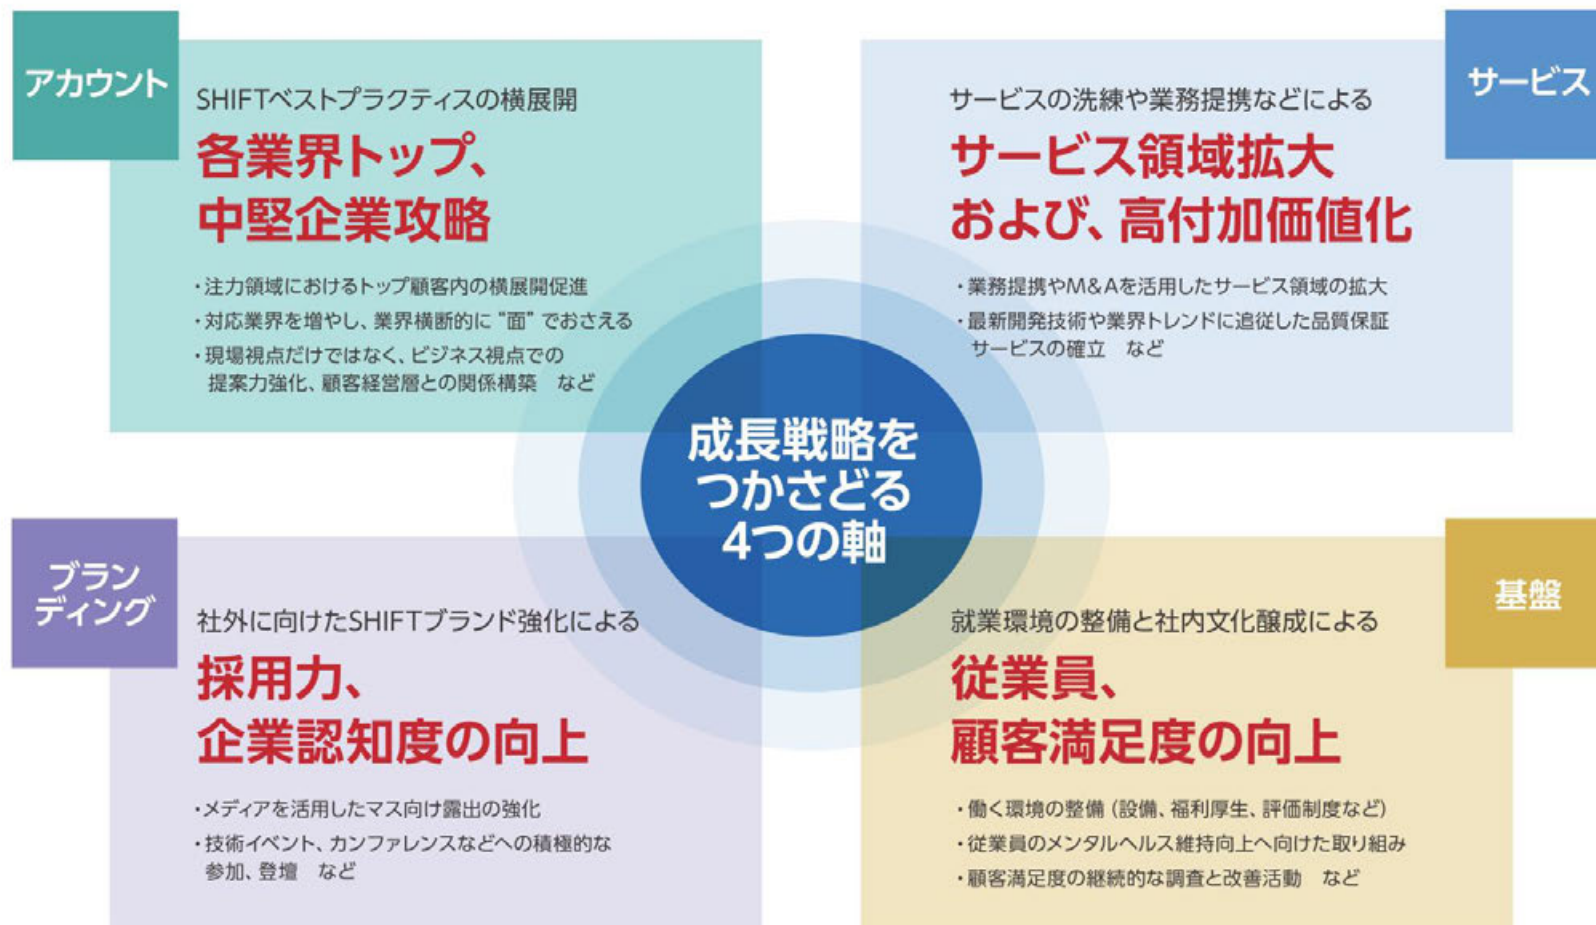 アカウント
SHIFTベストプラクティスの横展開
各業界トップ、
中堅企業攻略
・注力領域におけるトップ顧客内の横展開促進
・対応業界を増やし、業界横断的に “面” でおさえる
・現場視点だけではなく、ビジネス視点での
提案力強化、顧客経営層との関係構築　など
サービス
サービスの洗練や業務提携などによる
サービス領域拡大
および、高付加価値化
・業務提携やM&Aを活用したサービス領域の拡大
・最新開発技術や業界トレンドに追従した品質保証
サービスの確立　など
成長戦略を
つかさどる
4つの軸
ブラン
ディング
社外に向けたSHIFTブランド強化による
採用力、
企業認知度の向上
・メディアを活用したマス向け露出の強化
・技術イベント、カンファレンスなどへの積極的な
参加、登壇　など
基盤
就業環境の整備と社内文化醸成による
従業員、
顧客満足度の向上
・働く環境の整備 (設備、福利厚生、評価制度など)
・従業員のメンタルヘルス維持向上へ向けた取り組み
・顧客満足度の継続的な調査と改善活動　など